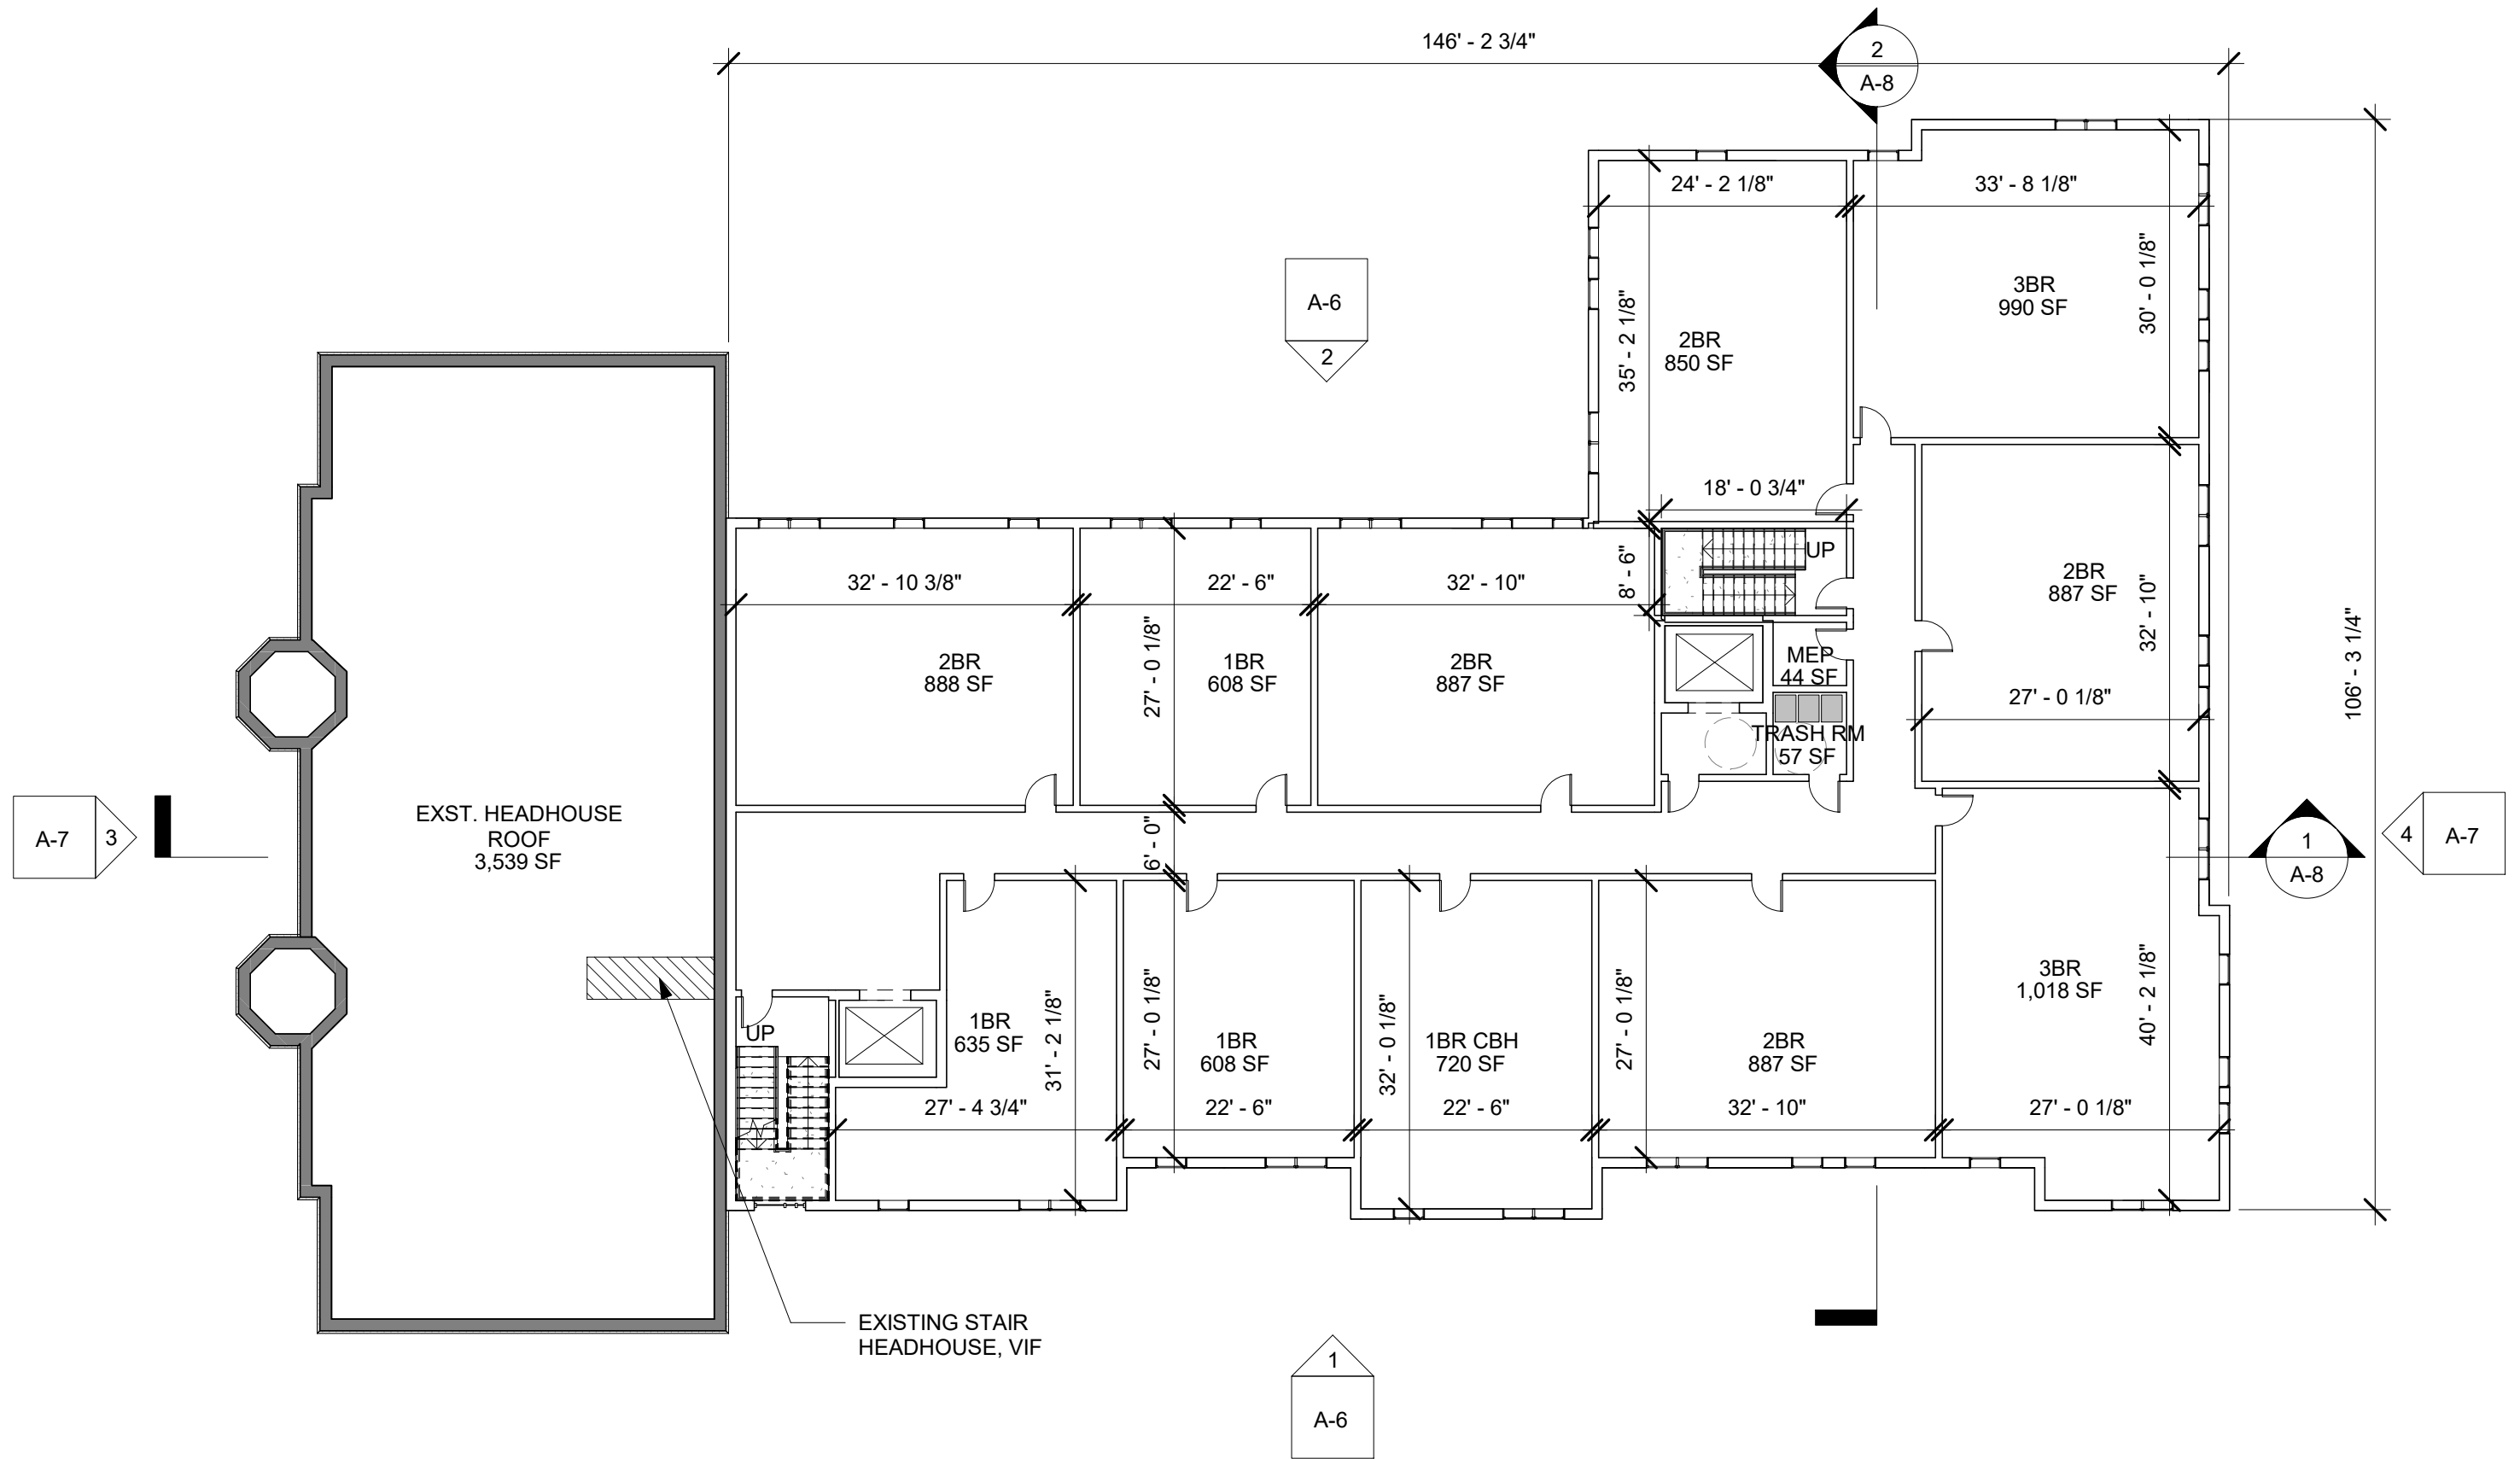 146' - 2 3/4"
2
A-8
24' - 2 1/8"
33' - 8 1/8"
A-6
2
35' - 2 1/8"
2BR
850 SF
3BR
990 SF
30' - 0 1/8"
18' - 0 3/4"
UP
8' - 6"
32' - 10 3/8"
22' - 6"
32' - 10"
2BR
887 SF
32' - 10"
106' - 3 1/4"
2BR
888 SF
27' - 0 1/8"
1BR
608 SF
2BR
887 SF
MEP
44 SF
27' - 0 1/8"
TRASH RM
57 SF
A-7
3
EXST. HEADHOUSE
ROOF
3,539 SF
6' - 0"
1
A-8
4
A-7
UP
1BR
635 SF
31' - 2 1/8"
27' - 0 1/8"
1BR
608 SF
32' - 0 1/8"
1BR CBH
720 SF
27' - 0 1/8"
2BR
887 SF
3BR
1,018 SF
40' - 2 1/8"
27' - 4 3/4"
22' - 6"
22' - 6"
32' - 10"
27' - 0 1/8"
EXISTING STAIR
HEADHOUSE, VIF
1
A-6